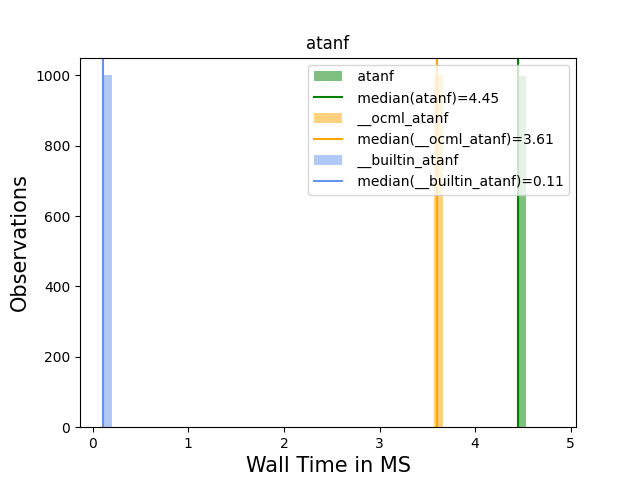 atanf
1000
800
600
400
200
0
Observations
atanf
median(atanf)=4.45
__ocml_atanf
median(__ocml_atanf)=3.61
__builtin_atanf
median(__builtin_atanf)=0.11
0 1 2 3 4 5
Wall Time in MS